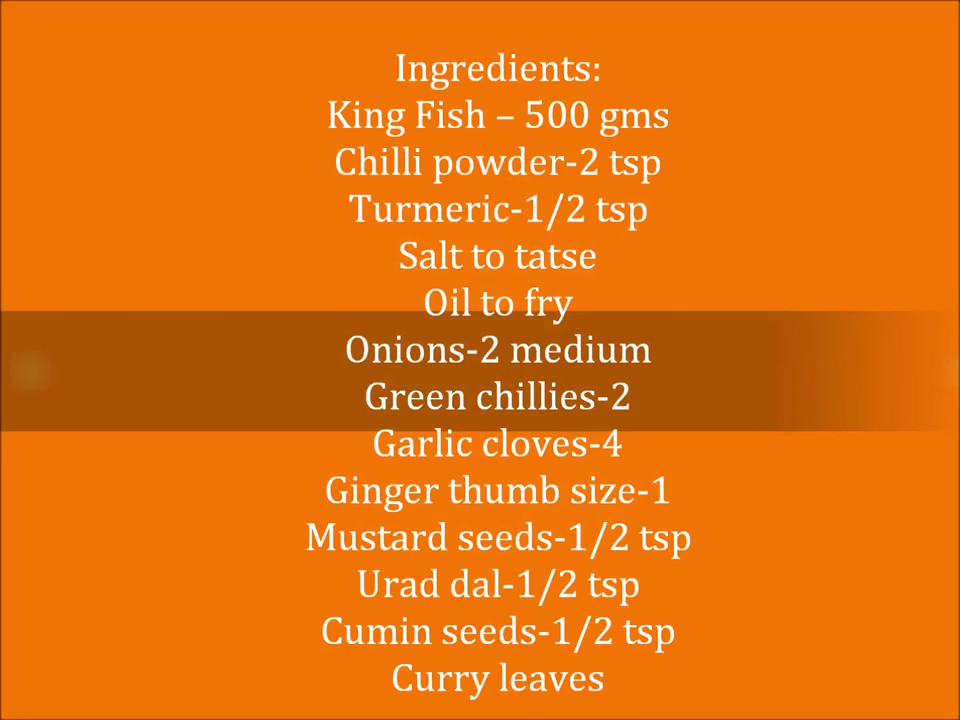 Ingredients:
King Fish – 500 gms
Chilli powder-2 tsp
Turmeric-1/2 tsp
Salt to tatse
Oil to fry
Onions-2 medium
Green chillies-2
Garlic cloves-4
Ginger thumb size-1
Mustard seeds-1/2 tsp
Urad dal-1/2 tsp
Cumin seeds-1/2 tsp
Curry leaves